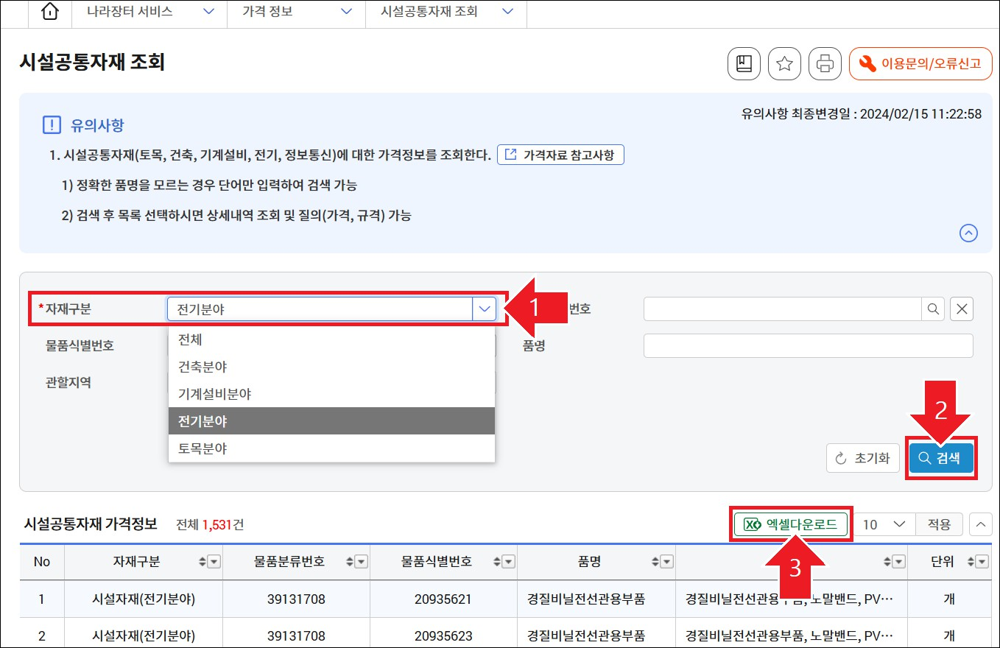 나라장터 서비스 가격 정보 시설공통자재 조회
시설공통자재 조회
이용문의/오류신고
유의사항
유의사항 최종변경일 : 2024/02/15 11:22:58
1. 시설공통자재(토목, 건축, 기계설비, 전기, 정보통신)에 대한 가격정보를 조회한다. 가격자료 참고사항
1) 정확한 품명을 모르는 경우 단어만 입력하여 검색 가능
2) 검색 후 목록 선택하시면 상세내역 조회 및 질의(가격, 규격) 가능
*자재구분 전기분야 1 번호
전체
물품식별번호 품명
건축분야
관할지역
기계설비분야
전기분야
토목분야
2
초기화 검색
시설공통자재 가격정보 전체 1,531건 엑셀다운로드 10 적용
3
No 자재구분 물품분류번호 물품식별번호 품명 단위
1 시설자재(전기분야) 39131708 20935621 경질비닐전선관용부품 경질비닐전선관용부품, 노말밴드, PV⋯ 개
2 시설자재(전기분야) 39131708 20935623 경질비닐전선관용부품 경질비닐전선관용부품, 노말밴드, PV⋯ 개